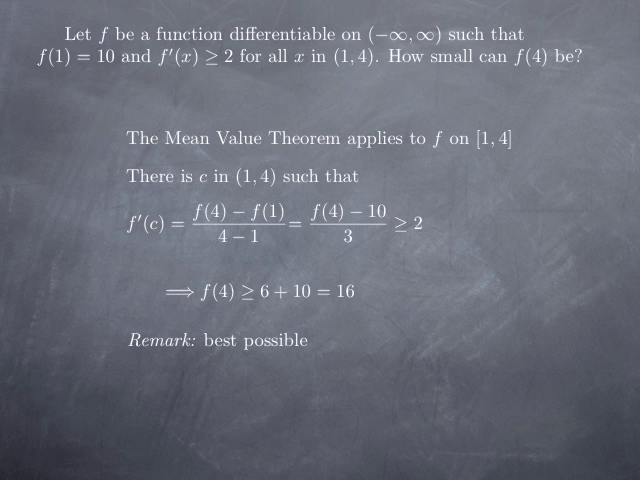 Let f be a function differentiable on (−∞, ∞) such that
f(1) = 10 and f′(x) ≥ 2 for all x in (1, 4). How small can f(4) be?
The Mean Value Theorem applies to f on [1, 4]
There is c in (1, 4) such that
f′(c) = \frac{f(4) − f(1)}{4 − 1} = \frac{f(4) − 10}{3} ≥ 2
⟹ f(4) ≥ 6 + 10 = 16
Remark: best possible